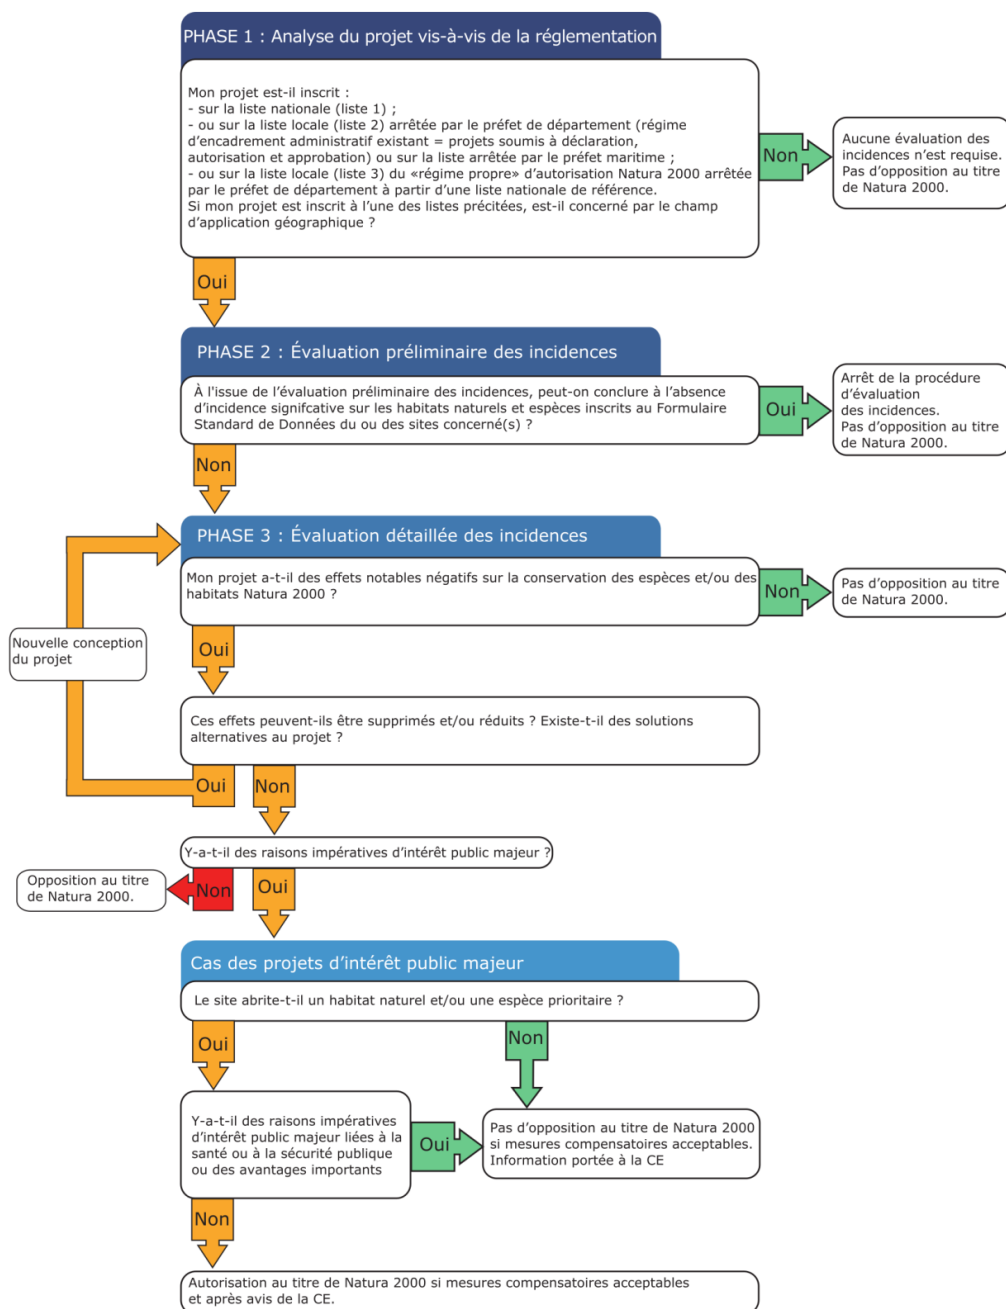 PHASE 1 : Analyse du projet vis-à-vis de la réglementation
Mon projet est-il inscrit :
- sur la liste nationale (liste 1) ;
- ou sur la liste locale (liste 2) arrêtée par le préfet de département (régime
d'encadrement administratif existant = projets soumis à déclaration,
autorisation et approbation) ou sur la liste arrêtée par le préfet maritime ;
- ou sur la liste locale (liste 3) du «régime propre» d'autorisation Natura 2000 arrêtée
par le préfet de département à partir d'une liste nationale de référence.
Si mon projet est inscrit à l'une des listes précitées, est-il concerné par le champ
d'application géographique ?
Non
Aucune évaluation des
incidences n'est requise.
Pas d'opposition au titre
de Natura 2000.
Oui
PHASE 2 : Évaluation préliminaire des incidences
À l'issue de l'évaluation préliminaire des incidences, peut-on conclure à l'absence
d'incidence signifcative sur les habitats naturels et espèces inscrits au Formulaire
Standard de Données du ou des sites concerné(s) ?
Oui
Arrêt de la procédure
d'évaluation
des incidences.
Pas d'opposition au titre
de Natura 2000.
Non
PHASE 3 : Évaluation détaillée des incidences
Mon projet a-t-il des effets notables négatifs sur la conservation des espèces et/ou des
habitats Natura 2000 ?
Non
Pas d'opposition au titre
de Natura 2000.
Nouvelle conception
du projet
Oui
Ces effets peuvent-ils être supprimés et/ou réduits ? Existe-t-il des solutions
alternatives au projet ?
Oui
Non
Y-a-t-il des raisons impératives d'intérêt public majeur ?
Opposition au titre
de Natura 2000.
Non
Oui
Cas des projets d'intérêt public majeur
Le site abrite-t-il un habitat naturel et/ou une espèce prioritaire ?
Oui
Non
Y-a-t-il des raisons impératives
d'intérêt public majeur liées à la
santé ou à la sécurité publique
ou des avantages importants
Oui
Pas d'opposition au titre de Natura 2000
si mesures compensatoires acceptables.
Information portée à la CE
Non
Autorisation au titre de Natura 2000 si mesures compensatoires acceptables
et après avis de la CE.